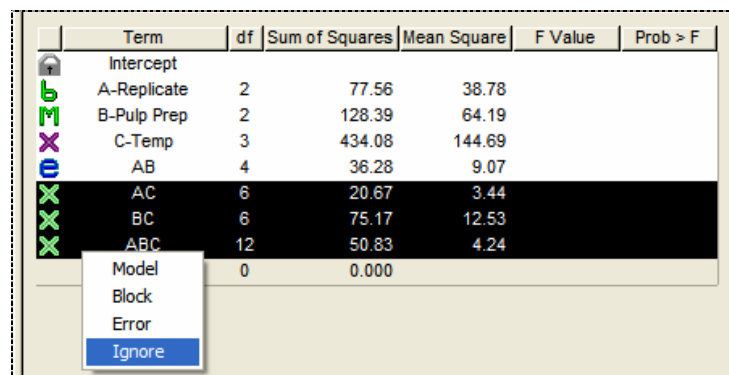 Term df Sum of Squares Mean Square F Value Prob > F
Intercept
b A-Replicate 2 77.56 38.78
M B-Pulp Prep 2 128.39 64.19
X C-Temp 3 434.08 144.69
e AB 4 36.28 9.07
X AC 6 20.67 3.44
X BC 6 75.17 12.53
X ABC 12 50.83 4.24
Model 0 0.000
Block
Error
Ignore